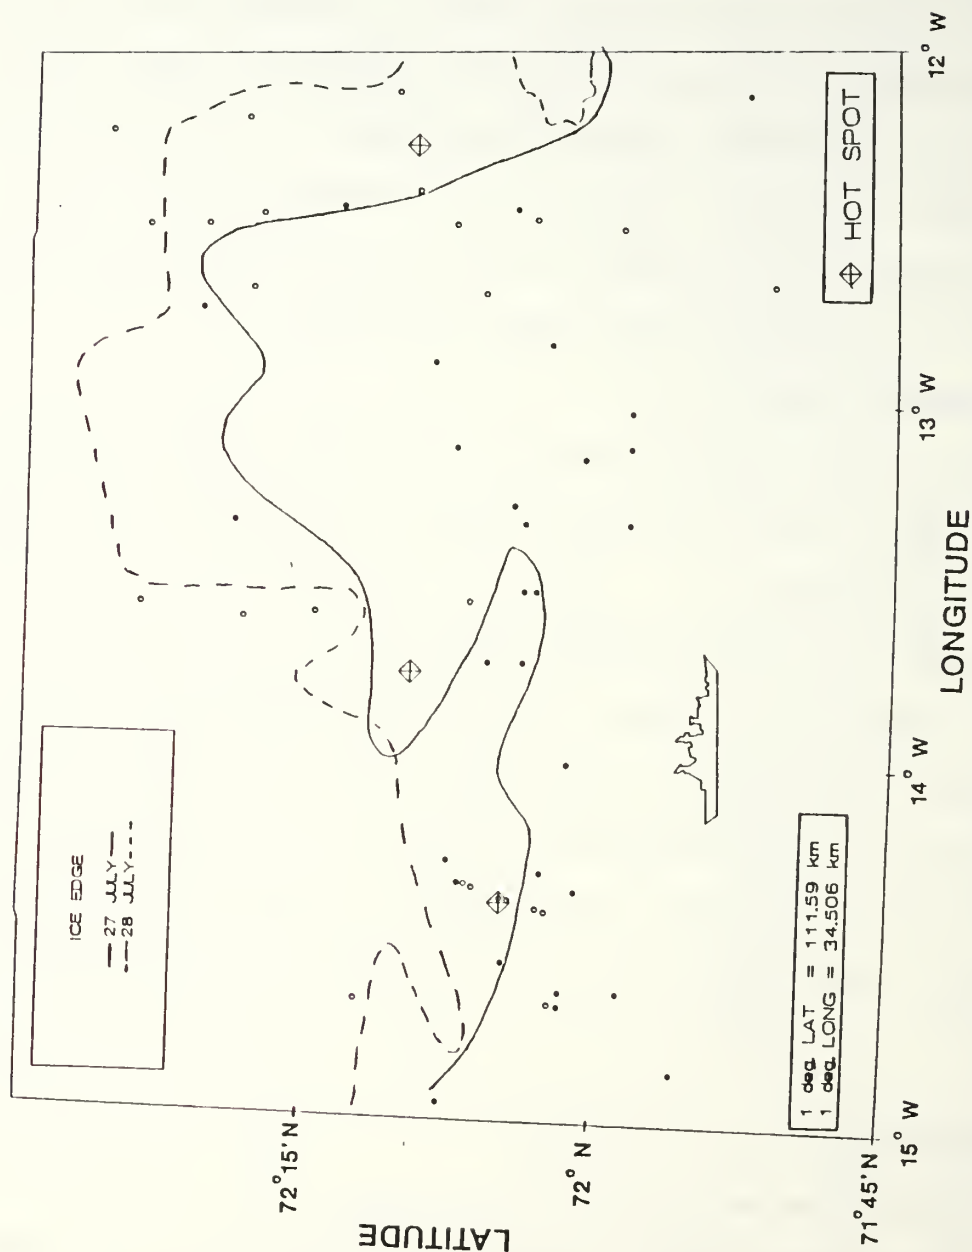 ICE EDGE
— 27 JULY —
--- 28 JULY ---
LATITUDE
72° 15' N
72° N
71° 45' N
15° W
14° W
13° W
12° W
LONGITUDE
1 deg. LAT = 111.59 km
1 deg. LONG = 34.506 km
HOT SPOT